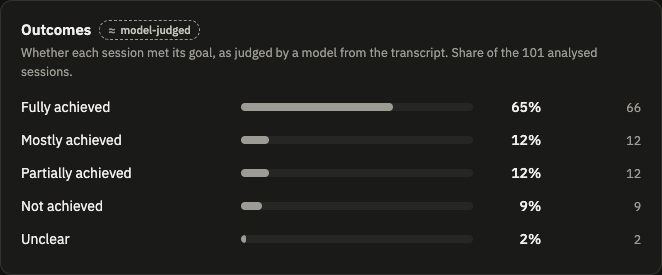 Outcomes ≈ model-judged
Whether each session met its goal, as judged by a model from the transcript. Share of the 101 analysed
sessions.
Fully achieved 65% 66
Mostly achieved 12% 12
Partially achieved 12% 12
Not achieved 9% 9
Unclear 2% 2